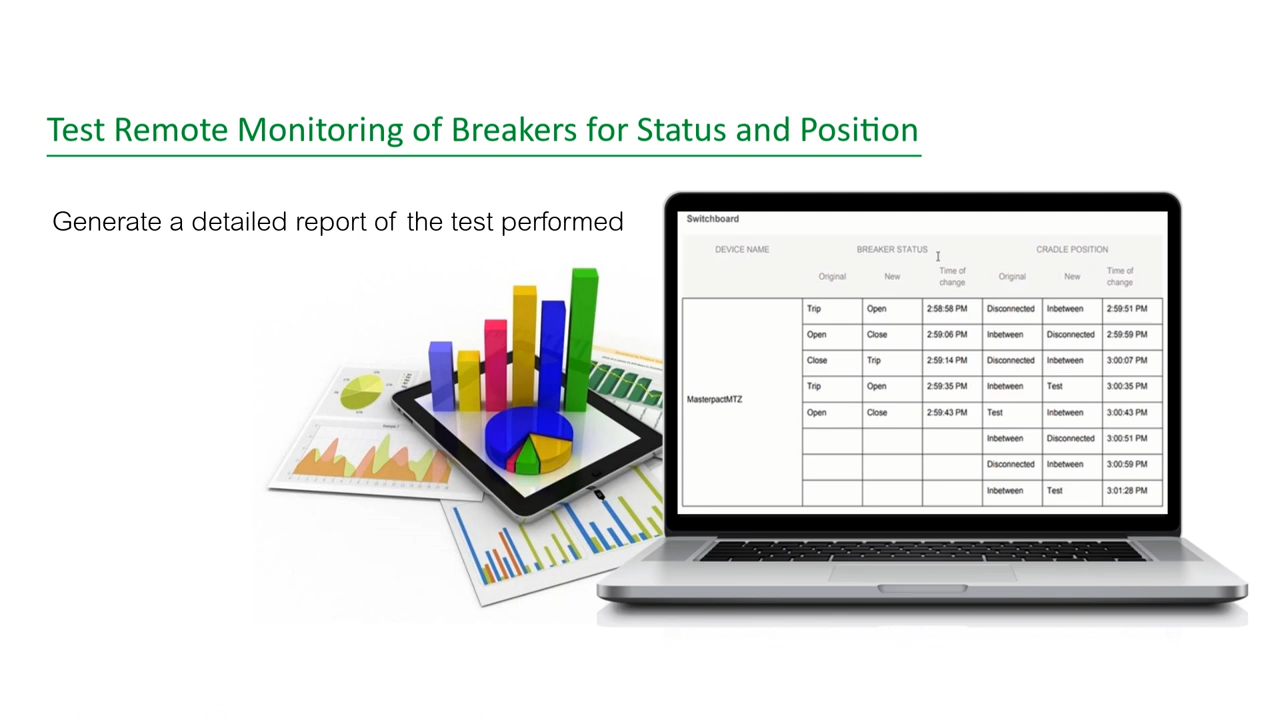 Test Remote Monitoring of Breakers for Status and Position
Generate a detailed report of the test performed
Switchboard
DEVICE NAME BREAKER STATUS CRADLE POSITION
Original New Time of change Original New Time of change
Trip Open 2:58:58 PM Disconnected Inbetween 2:59:51 PM
Open Close 2:59:06 PM Inbetween Disconnected 2:59:59 PM
Close Trip 2:59:14 PM Disconnected Inbetween 3:00:07 PM
Trip Open 2:59:35 PM Inbetween Test 3:00:35 PM
MasterpactMTZ
Open Close 2:59:43 PM Test Inbetween 3:00:43 PM
Inbetween Disconnected 3:00:51 PM
Disconnected Inbetween 3:00:59 PM
Inbetween Test 3:01:28 PM